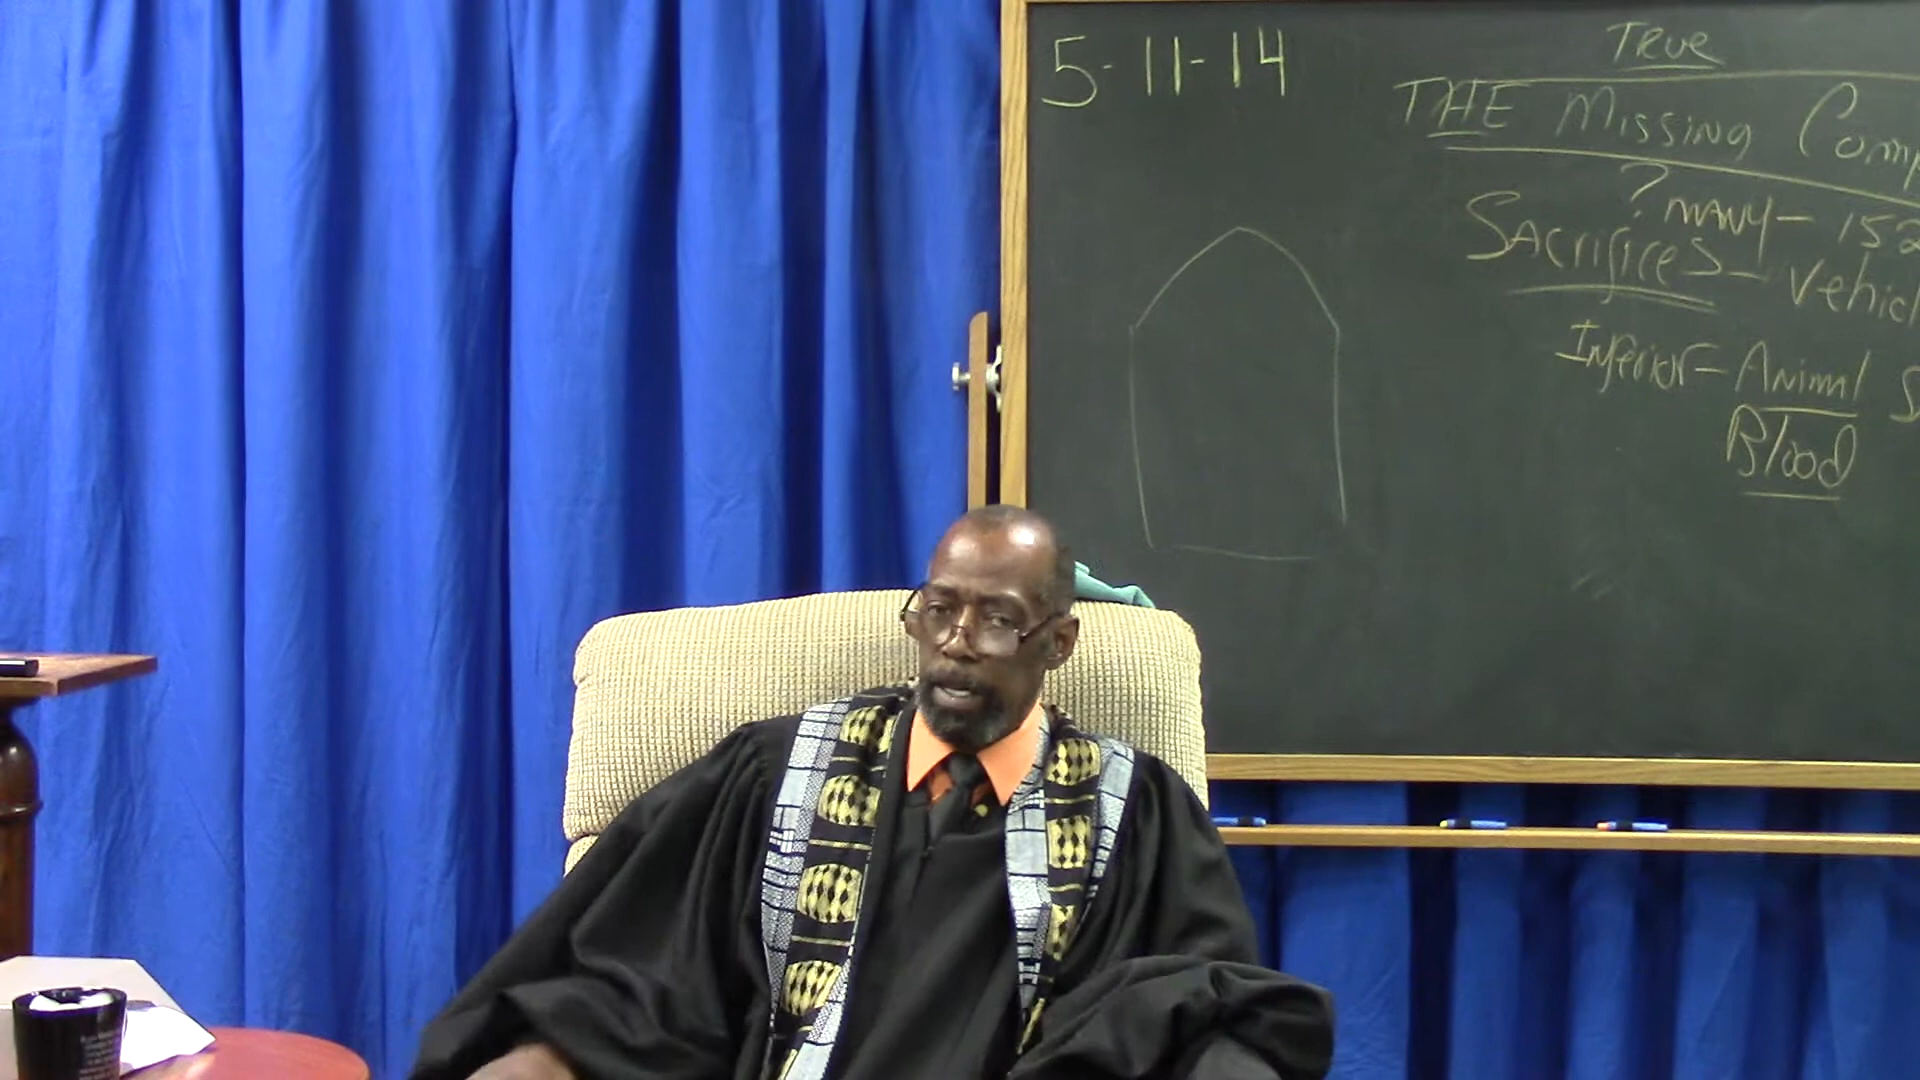 5-11-14
True
THE Missing Comp
? MANY - 152
Sacrifices - Vehicl
Inferior - Animal S
Blood